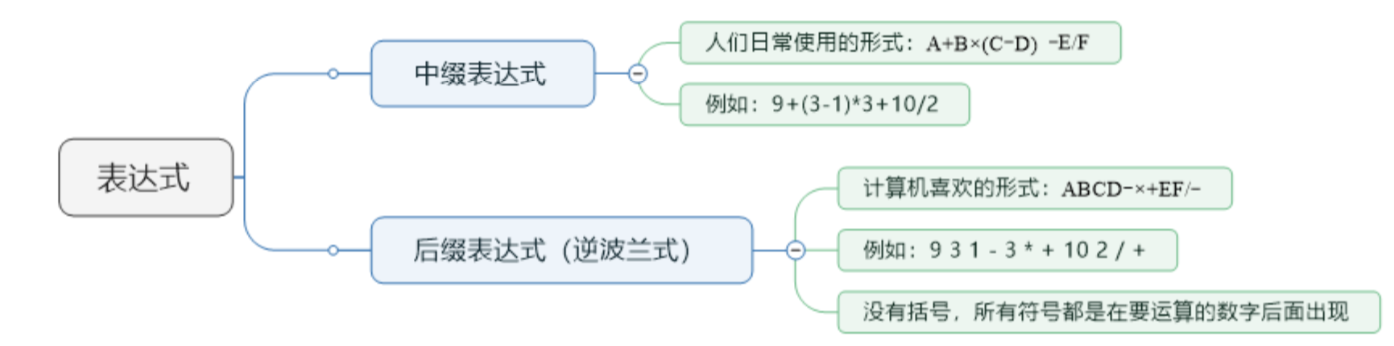 表达式
中缀表达式
人们日常使用的形式：A+B×(C-D) -E/F
例如：9+(3-1)*3+10/2
后缀表达式（逆波兰式）
计算机喜欢的形式：ABCD-×+EF/-
例如：9 3 1 - 3 * + 10 2 / +
没有括号，所有符号都是在要运算的数字后面出现